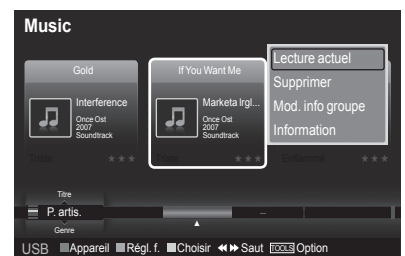 Music
Gold
If You Want Me
Interference
Once Ost
2007
Soundtrack
Marketa Irgl...
Once Ost
2007
Soundtrack
Lecture actuel
Supprimer
Mod. info groupe
Information
Titre
P. artis.
Genre
USB Appareil Régl. f. Choisir Saut TOOLS Option